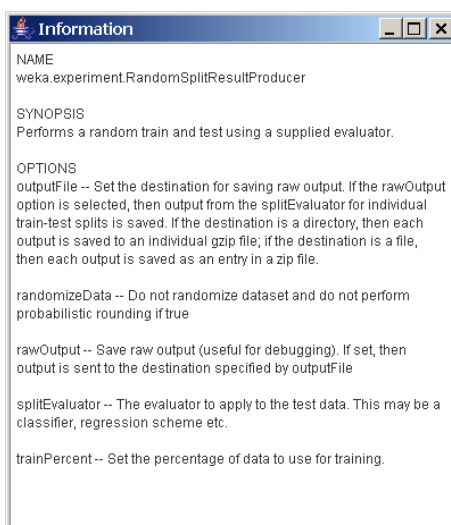 Information
NAME
weka.experiment.RandomSplitResultProducer
SYNOPSIS
Performs a random train and test using a supplied evaluator.
OPTIONS
outputFile -- Set the destination for saving raw output. If the rawOutput
option is selected, then output from the splitEvaluator for individual
train-test splits is saved. If the destination is a directory, then each
output is saved to an individual gzip file; if the destination is a file,
then each output is saved as an entry in a zip file.
randomizeData -- Do not randomize dataset and do not perform
probabilistic rounding if true
rawOutput -- Save raw output (useful for debugging). If set, then
output is sent to the destination specified by outputFile
splitEvaluator -- The evaluator to apply to the test data. This may be a
classifier, regression scheme etc.
trainPercent -- Set the percentage of data to use for training.